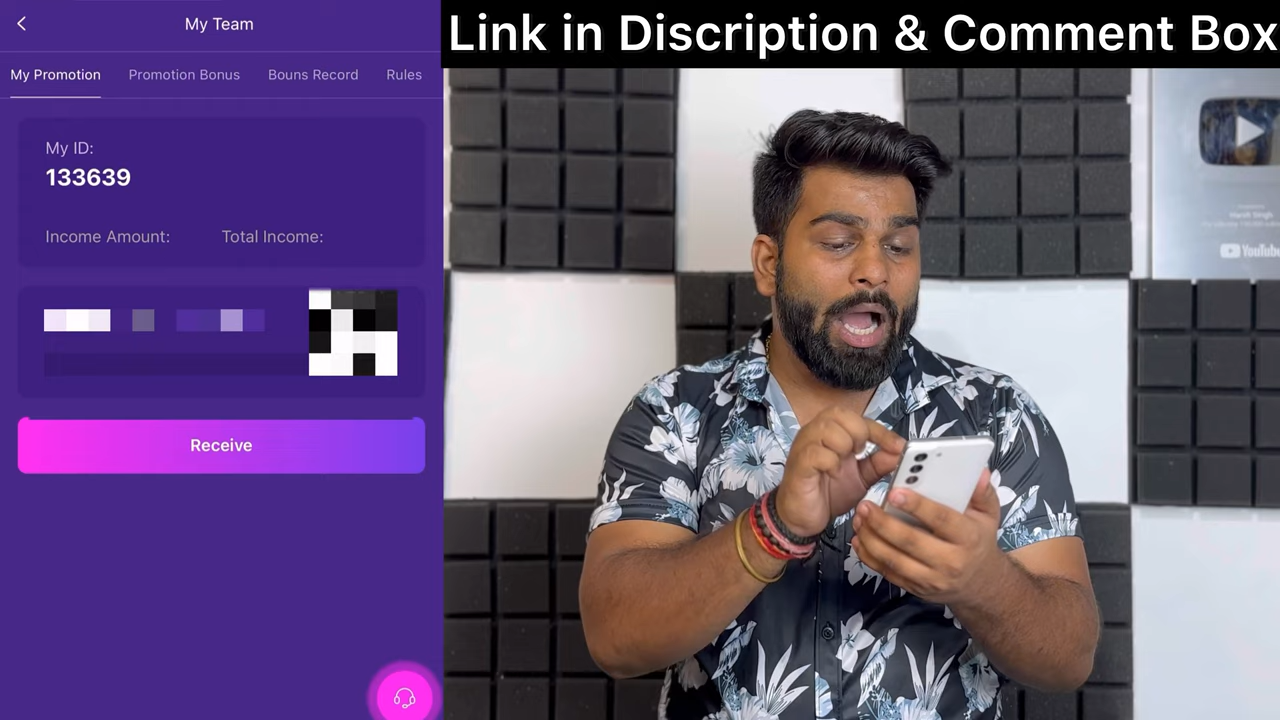 My Team
My Promotion
Promotion Bonus
Bouns Record
Rules
My ID:
133639
Income Amount:
Total Income:
Receive
Link in Discription & Comment Box
YouTube